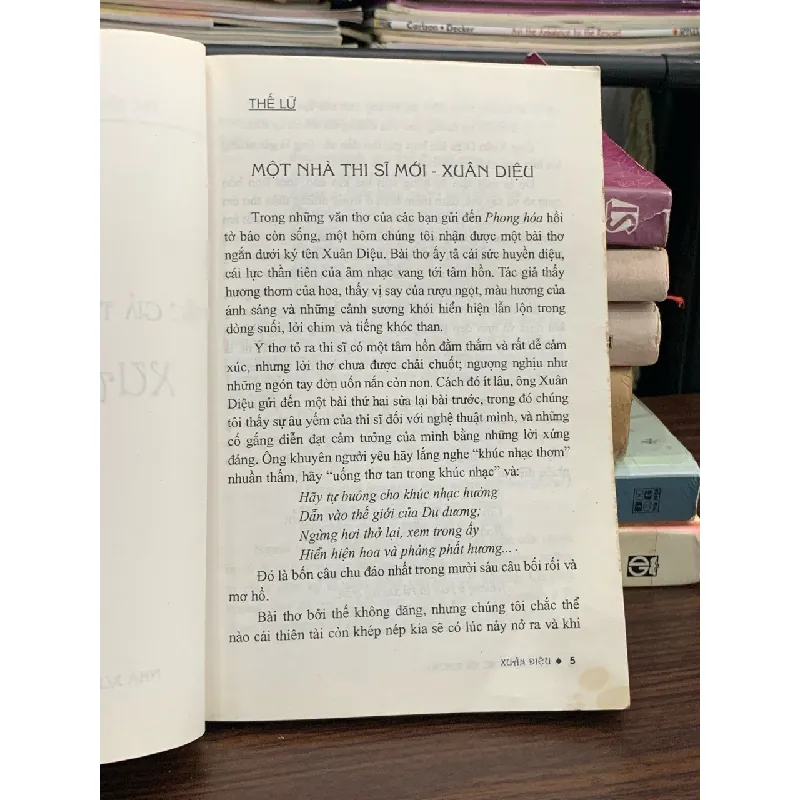 Carlson • Decker
THẾ LỮ
MỘT NHÀ THI SĨ MỚI - XUÂN DIỆU
Trong những văn thơ của các bạn gửi đến Phong hóa hồi
tờ báo còn sống, một hôm chúng tôi nhận được một bài thơ
ngắn dưới ký tên Xuân Diệu. Bài thơ ấy tả cái sức huyền diệu,
cái lực thần tiên của âm nhạc vang tới tâm hồn. Tác giả thấy
hương thơm của hoa, thấy vị say của rượu ngọt, màu hương của
ánh sáng và những cảnh sương khói hiển hiện lẫn lộn trong
dòng suối, lời chim và tiếng khóc than.
Ý thơ tỏ ra thi sĩ có một tâm hồn đằm thắm và rất dễ cảm
xúc, nhưng lời thơ chưa được chải chuốt; ngượng nghịu như
những ngón tay đờn uốn nắn còn non. Cách đó ít lâu, ông Xuân
Diệu gửi đến một bài thứ hai sửa lại bài trước, trong đó chúng
tôi thấy sự âu yếm của thi sĩ đối với nghệ thuật mình, và những
cố gắng diễn đạt cảm tưởng của mình bằng những lời xứng
đáng. Ông khuyên người yêu hãy lắng nghe “khúc nhạc thơm”
nhuần thấm, hãy “uống thơ tan trong khúc nhạc” và:
Hãy tự buông cho khúc nhạc hường
Dẫn vào thế giới của Du dương;
Ngừng hơi thở lại, xem trong ấy
Hiển hiện hoa và phảng phất hương... .
Đó là bốn câu chu đáo nhất trong mười sáu câu bối rối và
mơ hồ.
Bài thơ bởi thế không đăng, nhưng chúng tôi chắc thể
nào cái thiên tài còn khép nép kia sẽ có lúc nảy nở ra và khi
XUÂN DIỆU ● 5